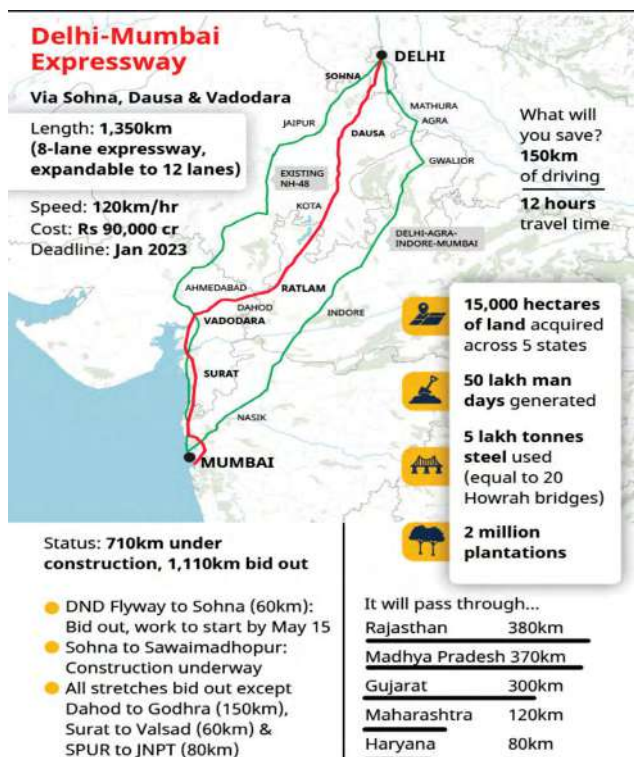 Delhi-Mumbai
Expressway
Via Sohna, Dausa & Vadodara
Length: 1,350km
(8-lane expressway,
expandable to 12 lanes)
Speed: 120km/hr
Cost: Rs 90,000 cr
Deadline: Jan 2023
DELHI
SOHNA
MATHURA
AGRA
JAIPUR
DAUSA
GWALIOR
EXISTING
NH-48
KOTA
DELHI-AGRA-
INDORE-MUMBAI
AHMEDABAD
RATLAM
DAHOD
VADODARA
INDORE
SURAT
NASIK
MUMBAI
What will
you save?
150km
of driving
12 hours
travel time
15,000 hectares
of land acquired
across 5 states
50 lakh man
days generated
5 lakh tonnes
steel used
(equal to 20
Howrah bridges)
2 million
plantations
Status: 710km under
construction, 1,110km bid out
DND Flyway to Sohna (60km):
Bid out, work to start by May 15
Sohna to Sawaimadhopur:
Construction underway
All stretches bid out except
Dahod to Godhra (150km),
Surat to Valsad (60km) &
SPUR to JNPT (80km)
It will pass through...
Rajasthan 380km
Madhya Pradesh 370km
Gujarat 300km
Maharashtra 120km
Haryana 80km